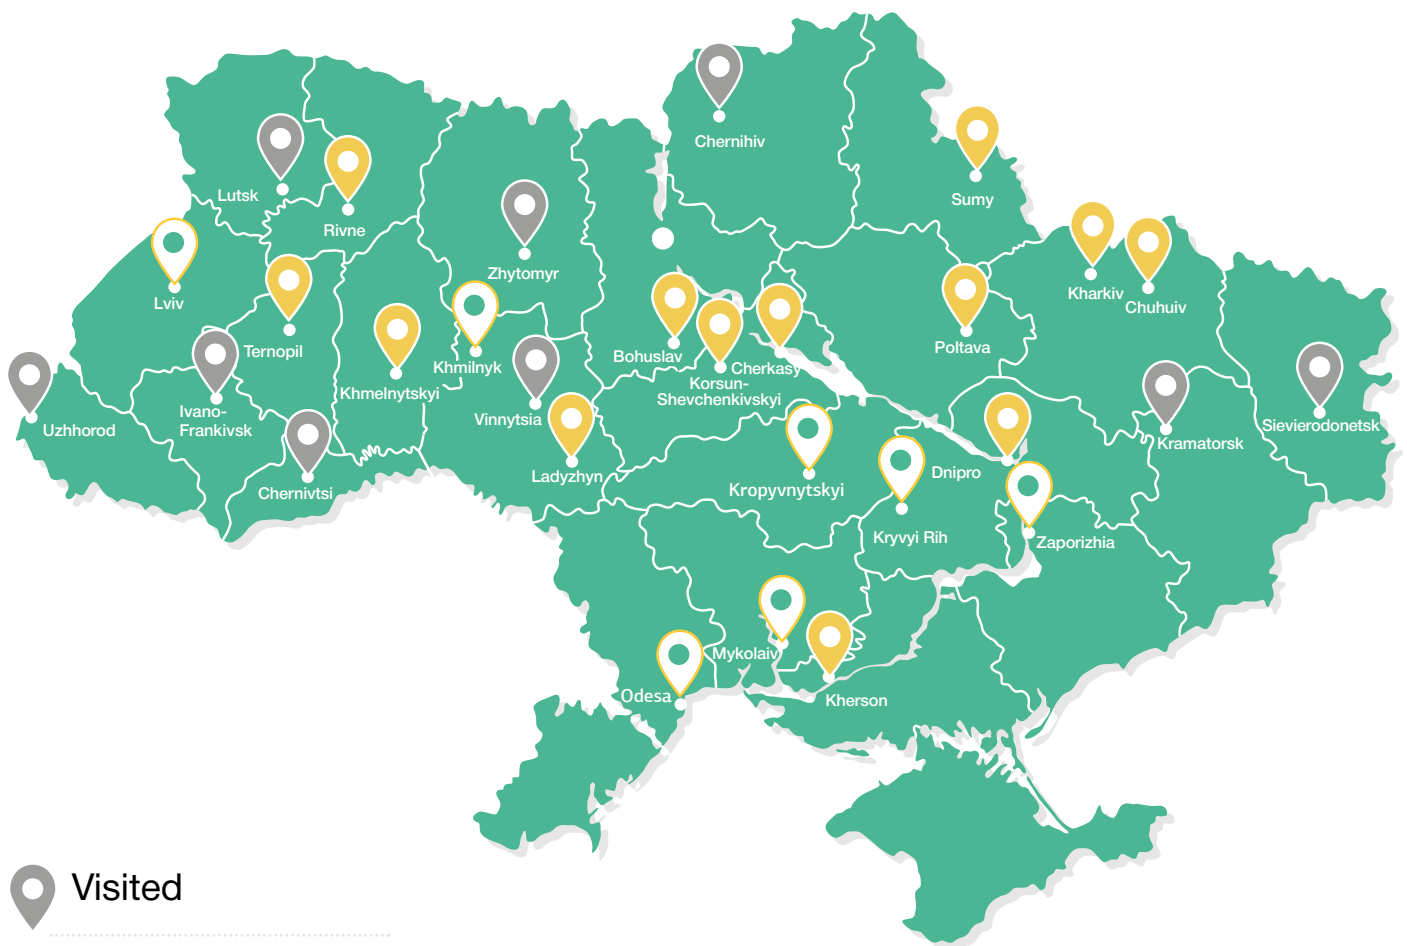 Chernihiv
Sumy
Lutsk
Rivne
Zhytomyr
Lviv
Kharkiv
Chuhuiv
Ternopil
Khmelnytskyi
Khmilnyk
Bohuslav
Cherkasy
Korsun-
Shevchenkivskyi
Poltava
Uzhhorod
Ivano-
Frankivsk
Vinnytsia
Kramatorsk
Sievierodonetsk
Chernivtsi
Ladyzhyn
Kropyvnytskyi
Dnipro
Kryvyi Rih
Zaporizhia
Mykolaiv
Odesa
Kherson
Visited